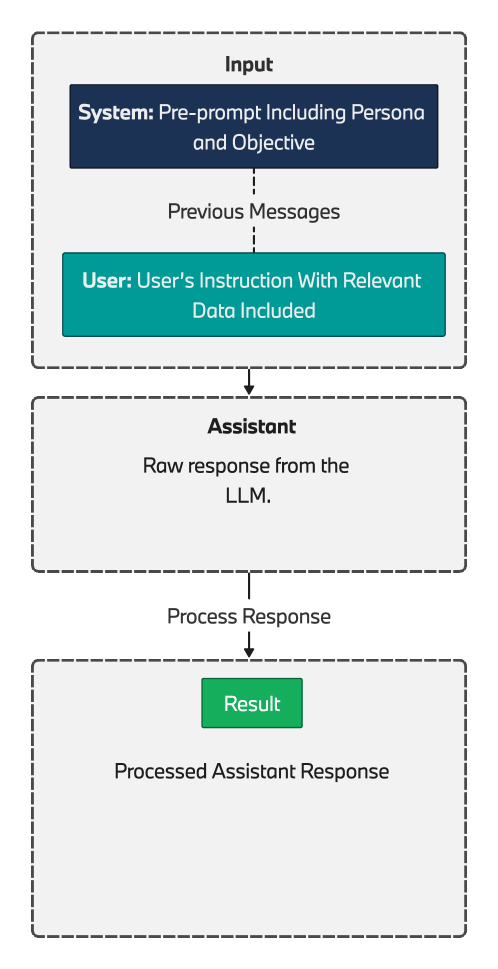 Input
System: Pre-prompt Including Persona
and Objective
Previous Messages
User: User's Instruction With Relevant
Data Included
Assistant
Raw response from the
LLM.
Process Response
Result
Processed Assistant Response